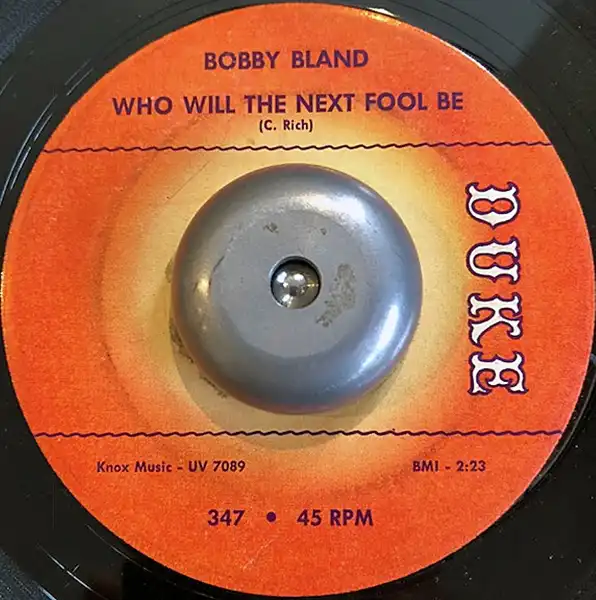 BOBBY BLAND
WHO WILL THE NEXT FOOL BE
(C. Rich)
DUKE
Knox Music - UV 7089
BMI - 2:23
347 • 45 RPM